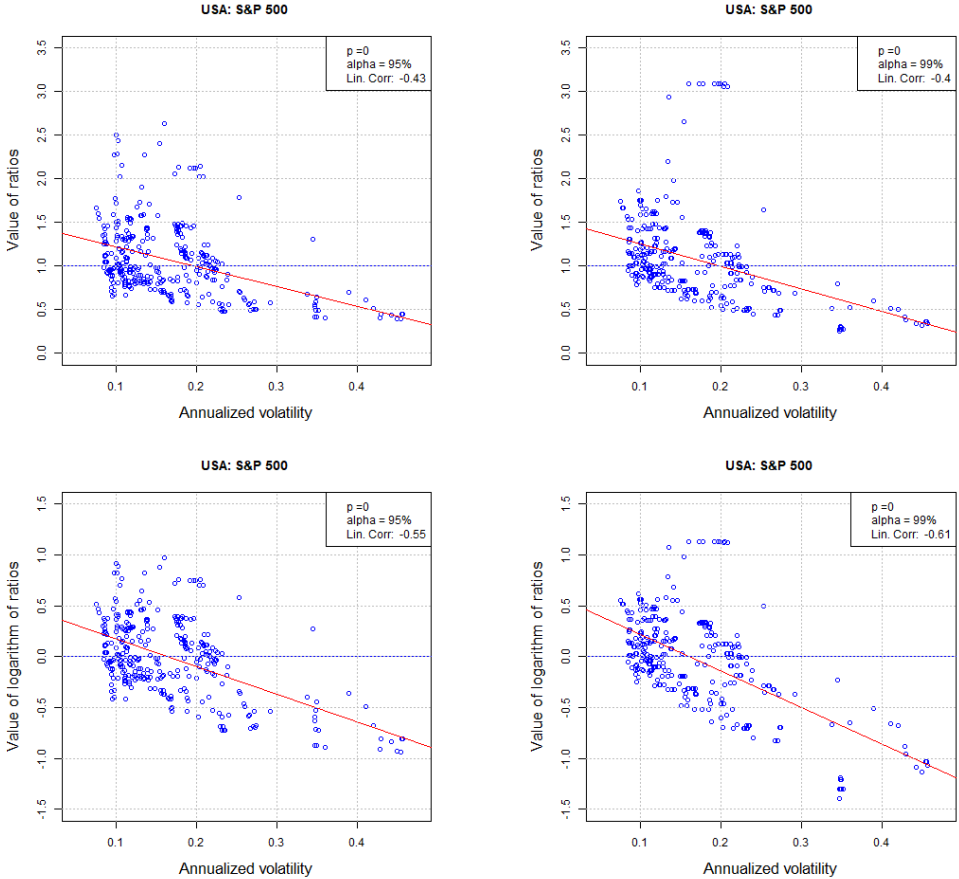 USA: S&P 500
p =0
alpha = 95%
Lin. Corr: -0.43
Value of ratios
3.5
3.0
2.5
2.0
1.5
1.0
0.5
0.0
0.1 0.2 0.3 0.4
Annualized volatility
USA: S&P 500
p =0
alpha = 99%
Lin. Corr: -0.4
Value of ratios
3.5
3.0
2.5
2.0
1.5
1.0
0.5
0.0
0.1 0.2 0.3 0.4
Annualized volatility
USA: S&P 500
p =0
alpha = 95%
Lin. Corr: -0.55
Value of logarithm of ratios
1.5
1.0
0.5
0.0
-0.5
-1.0
-1.5
0.1 0.2 0.3 0.4
Annualized volatility
USA: S&P 500
p =0
alpha = 99%
Lin. Corr: -0.61
Value of logarithm of ratios
1.5
1.0
0.5
0.0
-0.5
-1.0
-1.5
0.1 0.2 0.3 0.4
Annualized volatility